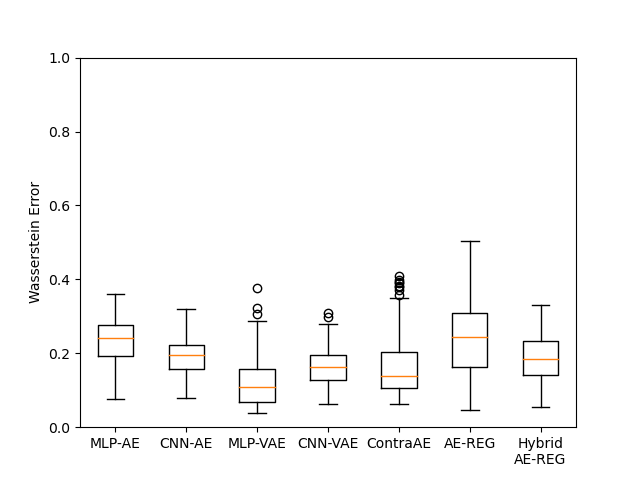 1.0
0.8
0.6
0.4
0.2
0.0
Wasserstein Error
MLP-AE CNN-AE MLP-VAE CNN-VAE ContraAE AE-REG Hybrid
AE-REG